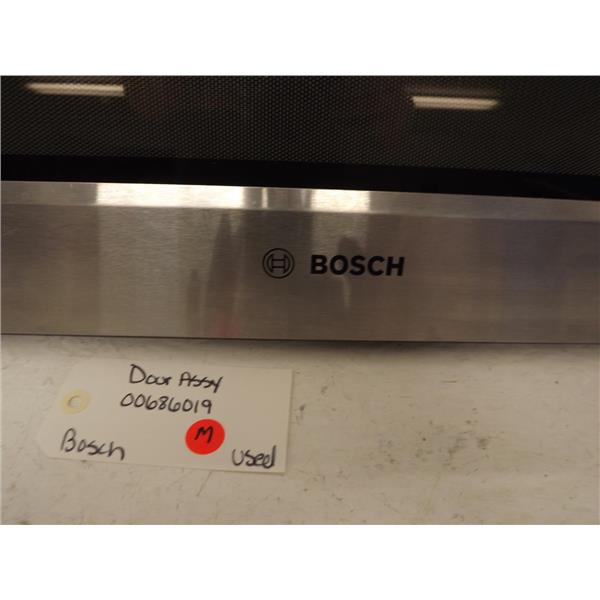 BOSCH
Door Assy
00686019
Bosch
M
used